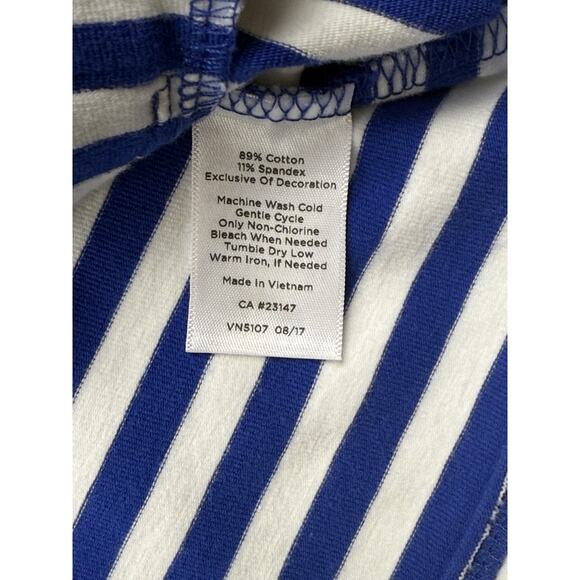 89% Cotton
11% Spandex
Exclusive Of Decoration
Machine Wash Cold
Gentle Cycle
Only Non-Chlorine
Bleach When Needed
Tumble Dry Low
Warm Iron, If Needed
Made In Vietnam
CA #23147
VN5107 08/17